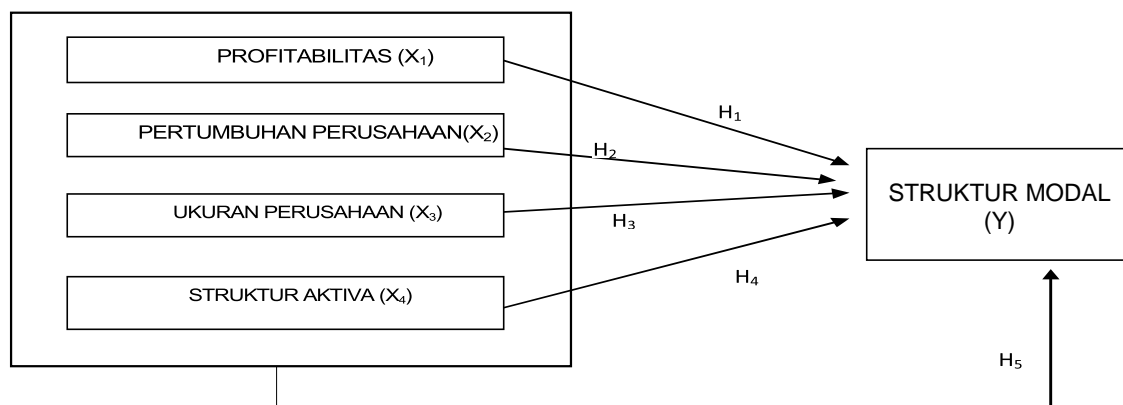 PROFITABILITAS (X₁)
H₁
PERTUMBUHAN PERUSAHAAN(X₂)
H₂
STRUKTUR MODAL
(Y)
UKURAN PERUSAHAAN (X₃)
H₃
STRUKTUR AKTIVA (X₄)
H₄
H₅